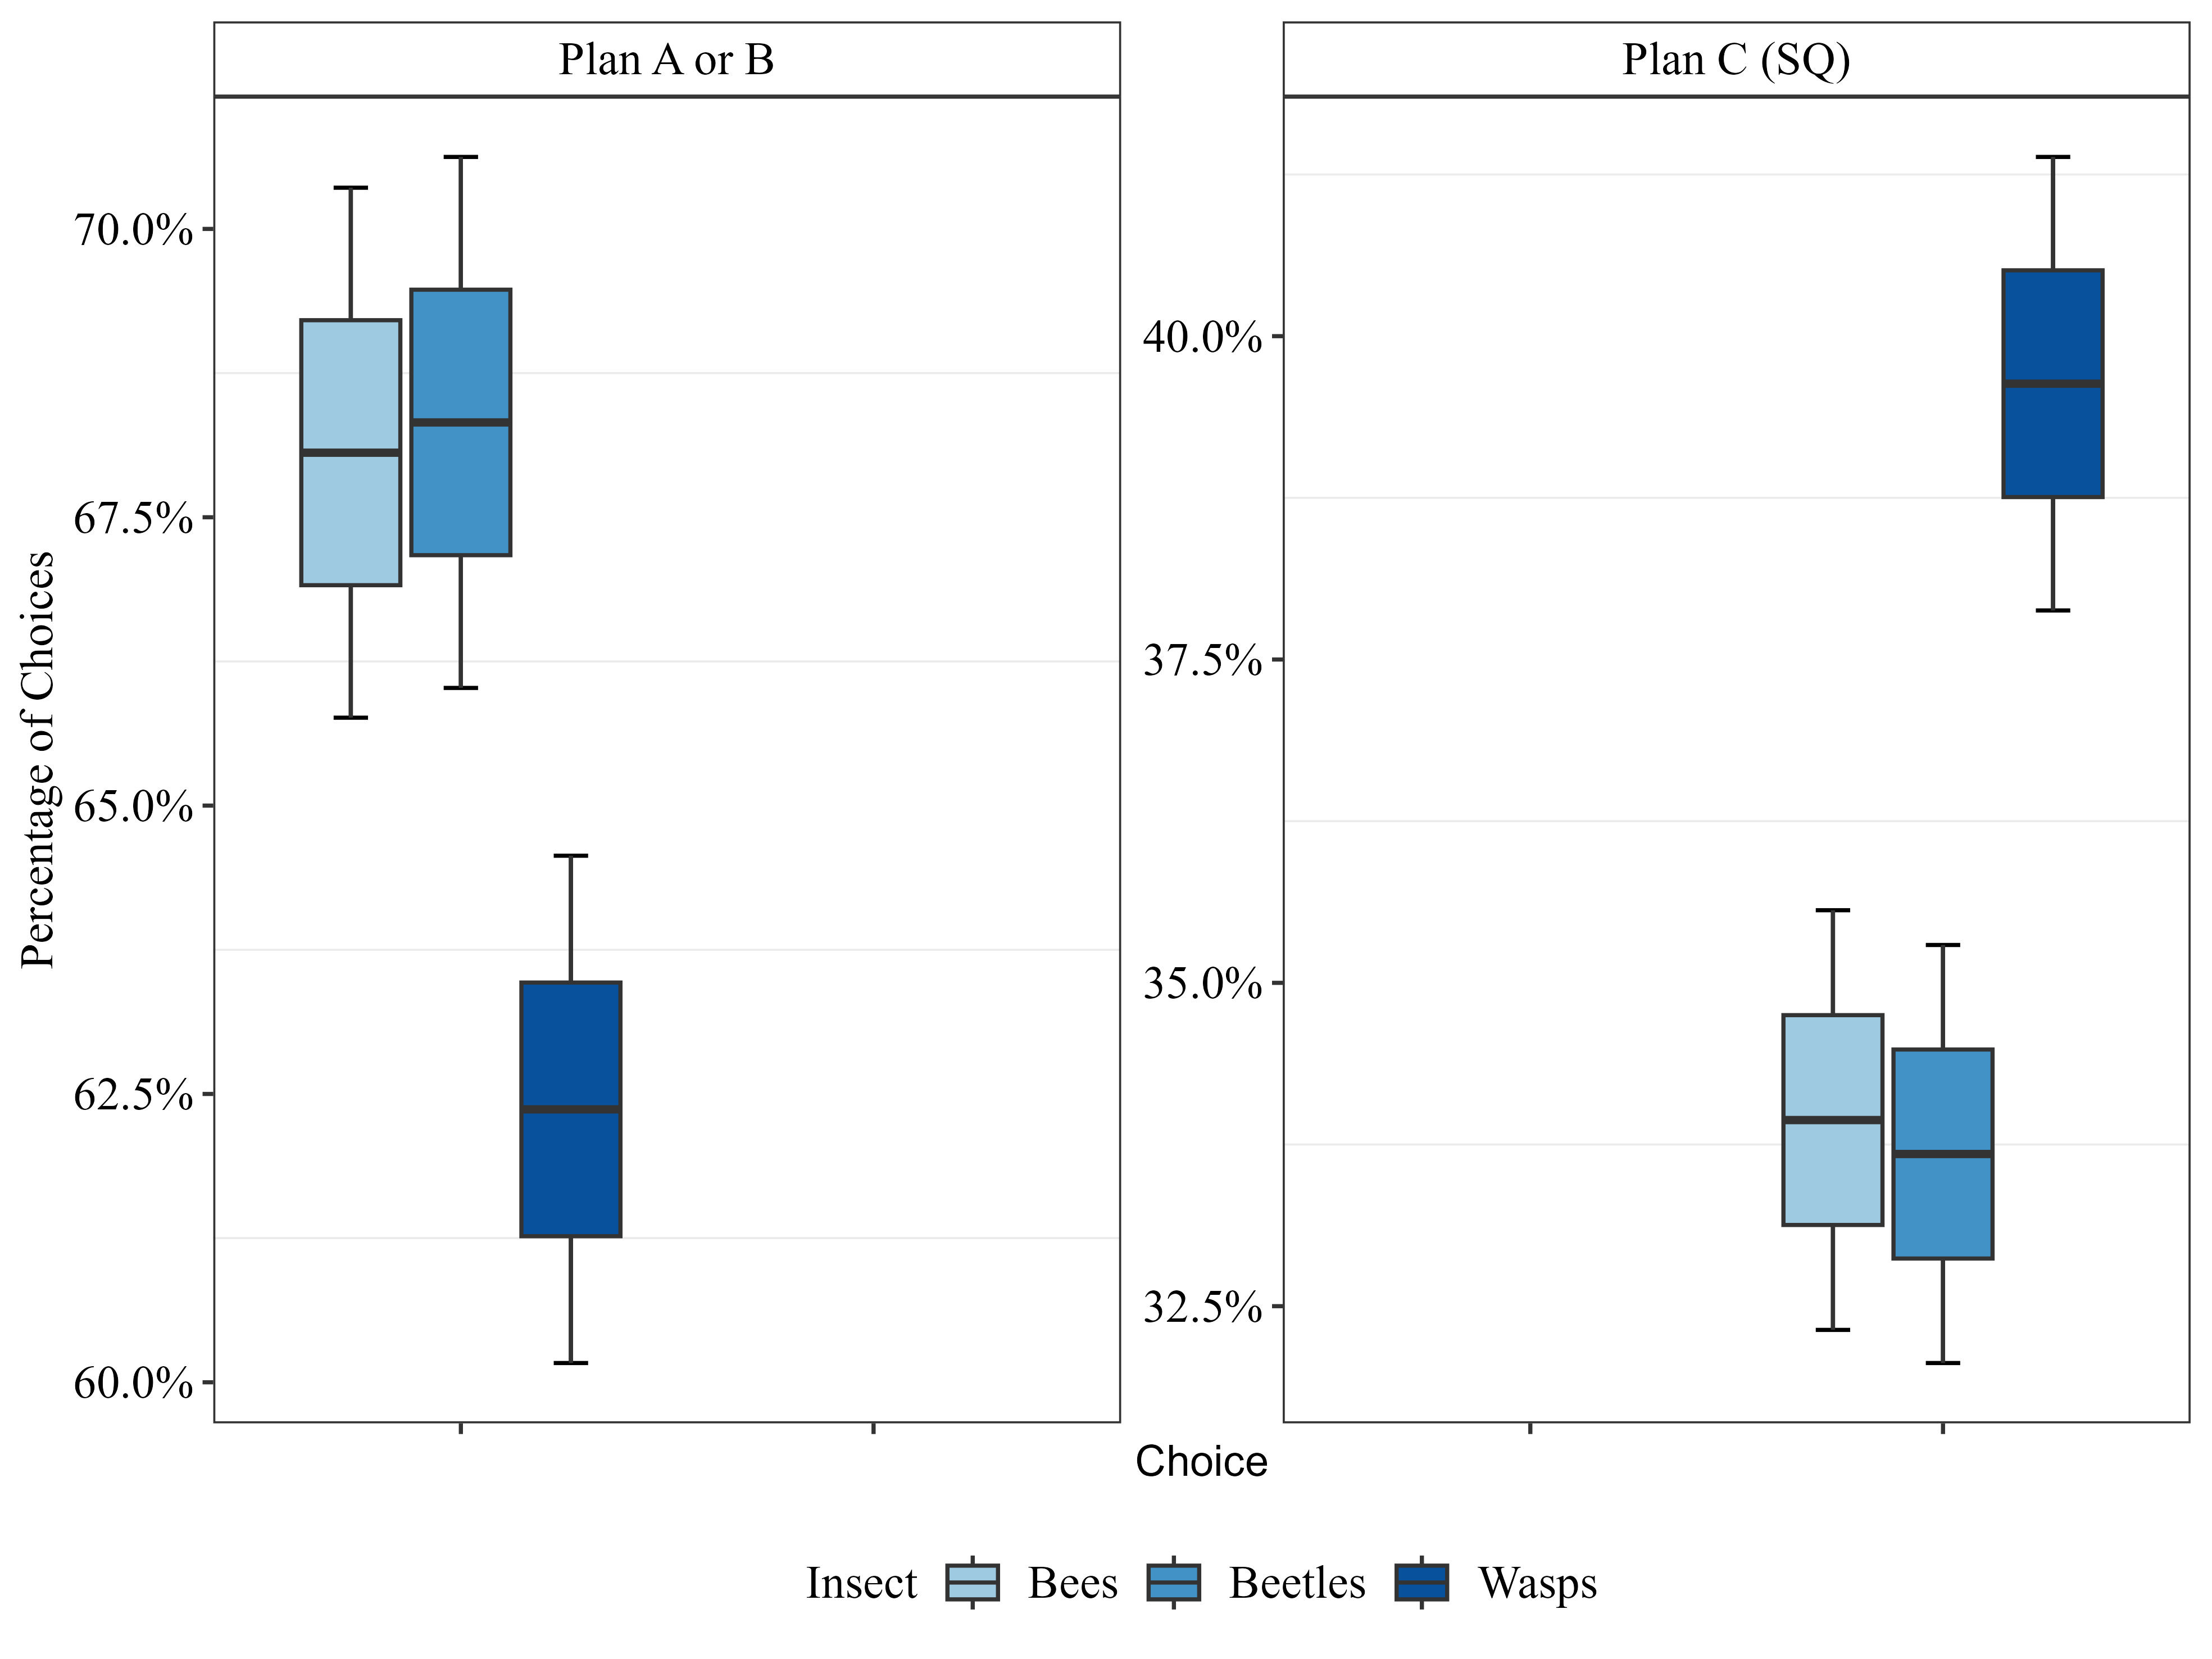 Plan A or B
Plan C (SQ)
Percentage of Choices
70.0%
67.5%
65.0%
62.5%
60.0%
40.0%
37.5%
35.0%
32.5%
Choice
Insect Bees Beetles Wasps